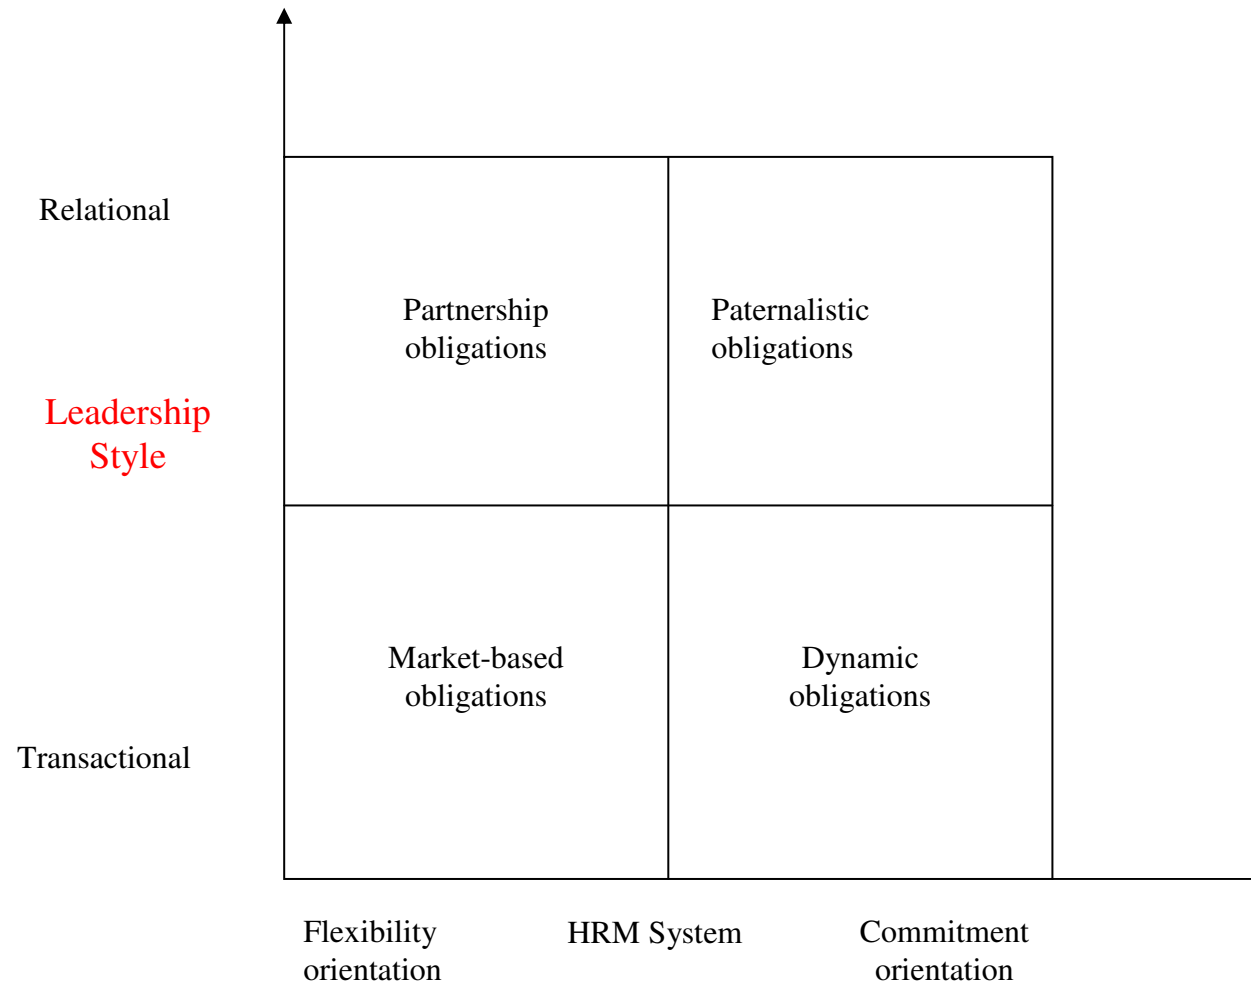 Relational
Partnership
obligations
Paternalistic
obligations
Leadership
Style
Market-based
obligations
Dynamic
obligations
Transactional
Flexibility
orientation
HRM System
Commitment
orientation